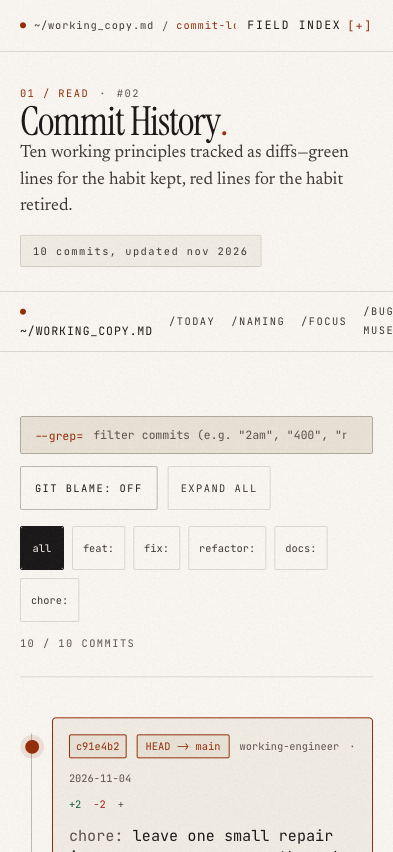 ~/working_copy.md / commit-lo FIELD INDEX [+]
01 / READ · #02
Commit History.
Ten working principles tracked as diffs—green
lines for the habit kept, red lines for the habit
retired.
10 commits, updated nov 2026
~/WORKING_COPY.MD /TODAY /NAMING /FOCUS /BUG
MUSE
--grep= filter commits (e.g. "2am", "400", "r
GIT BLAME: OFF EXPAND ALL
all feat: fix: refactor: docs:
chore:
10 / 10 COMMITS
c91e4b2 HEAD → main working-engineer ·
2026-11-04
+2 -2 +
chore: leave one small repair